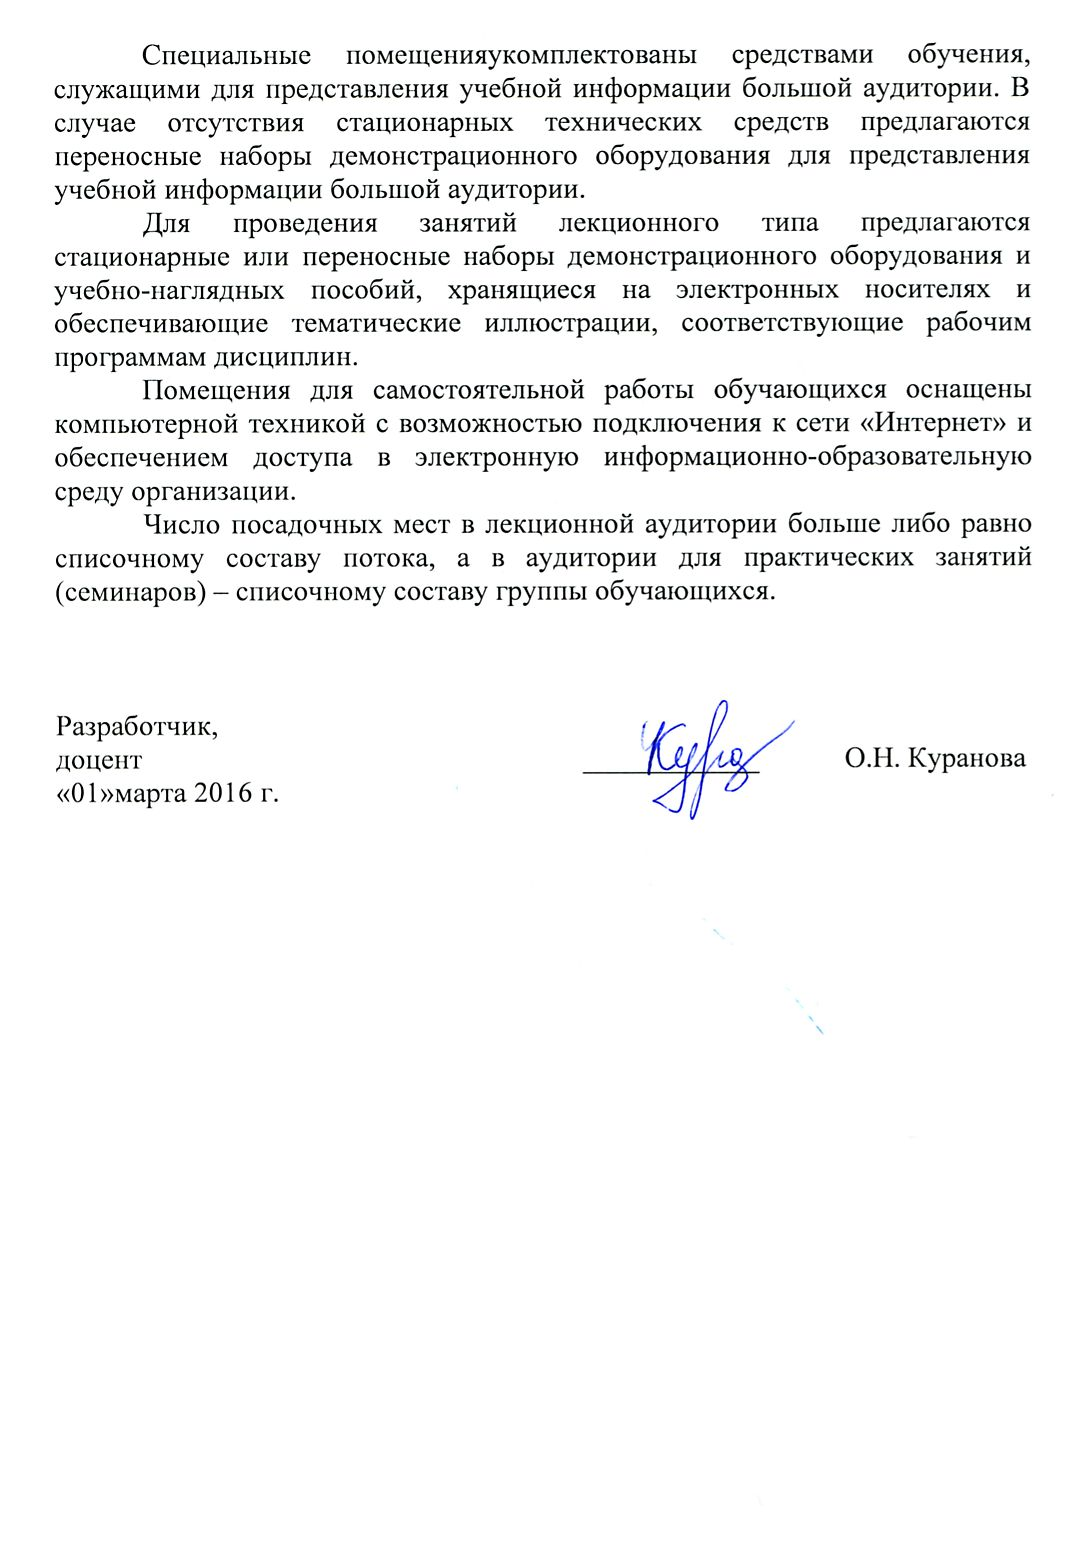 Специальные помещенияукомплектованы средствами обучения,
служащими для представления учебной информации большой аудитории. В
случае отсутствия стационарных технических средств предлагаются
переносные наборы демонстрационного оборудования для представления
учебной информации большой аудитории.
Для проведения занятий лекционного типа предлагаются
стационарные или переносные наборы демонстрационного оборудования и
учебно-наглядных пособий, хранящиеся на электронных носителях и
обеспечивающие тематические иллюстрации, соответствующие рабочим
программам дисциплин.
Помещения для самостоятельной работы обучающихся оснащены
компьютерной техникой с возможностью подключения к сети «Интернет» и
обеспечением доступа в электронную информационно-образовательную
среду организации.
Число посадочных мест в лекционной аудитории больше либо равно
списочному составу потока, а в аудитории для практических занятий
(семинаров) – списочному составу группы обучающихся.
Разработчик,
доцент О.Н. Куранова
«01»марта 2016 г.